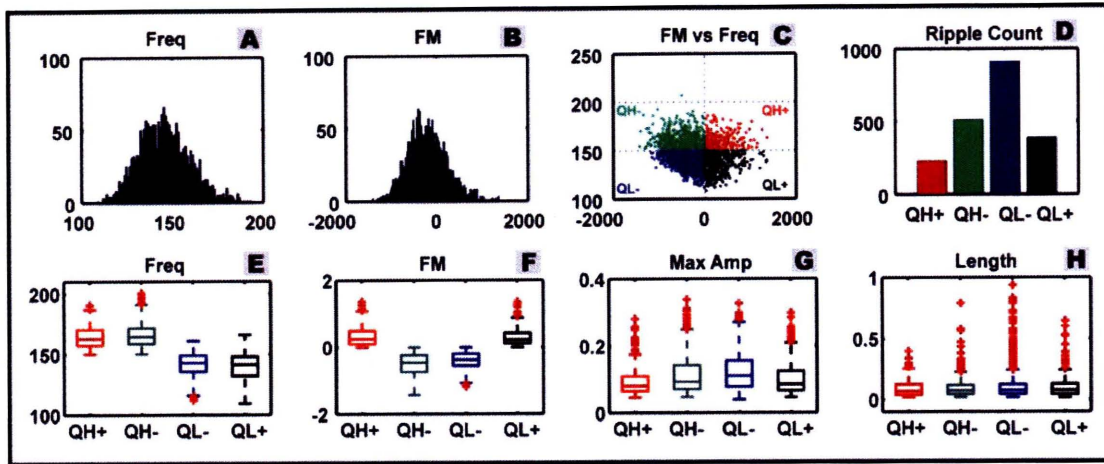 Freq A
100
50
0
100 150 200
FM B
100
50
0
-2000 0 2000
FM vs Freq C
250
200
150
100
QH- QH+
QL- QL+
-2000 0 2000
Ripple Count D
1000
500
0
QH+ QH- QL- QL+
Freq E
200
150
100
QH+ QH- QL- QL+
FM F
2
0
-2
QH+ QH- QL- QL+
Max Amp G
0.4
0.2
0
QH+ QH- QL- QL+
Length H
1
0.5
0
QH+ QH- QL- QL+